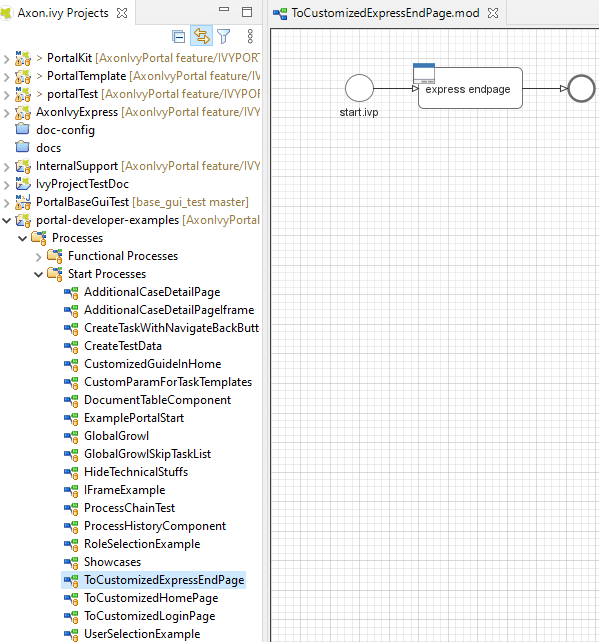 Axon.ivy Projects
ToCustomizedExpressEndPage.mod
> PortalKit [AxonIvyPortal feature/IVYPOR
> PortalTemplate [AxonIvyPortal feature/I
> portalTest [AxonIvyPortal feature/IVYPO
AxonIvyExpress [AxonIvyPortal feature/IV
doc-config
docs
InternalSupport [AxonIvyPortal feature/IVY
IvyProjectTestDoc
PortalBaseGuiTest [base_gui_test master]
portal-developer-examples [AxonIvyPortal
Processes
Functional Processes
Start Processes
AdditionalCaseDetailPage
AdditionalCaseDetailPageIframe
CreateTaskWithNavigateBackButt
CreateTestData
CustomizedGuideInHome
CustomParamForTaskTemplates
DocumentTableComponent
ExamplePortalStart
GlobalGrowl
GlobalGrowlSkipTaskList
HideTechnicalStuffs
IFrameExample
ProcessChainTest
ProcessHistoryComponent
RoleSelectionExample
Showcases
ToCustomizedExpressEndPage
ToCustomizedHomePage
ToCustomizedLoginPage
UserSelectionExample
express endpage
start.ivp